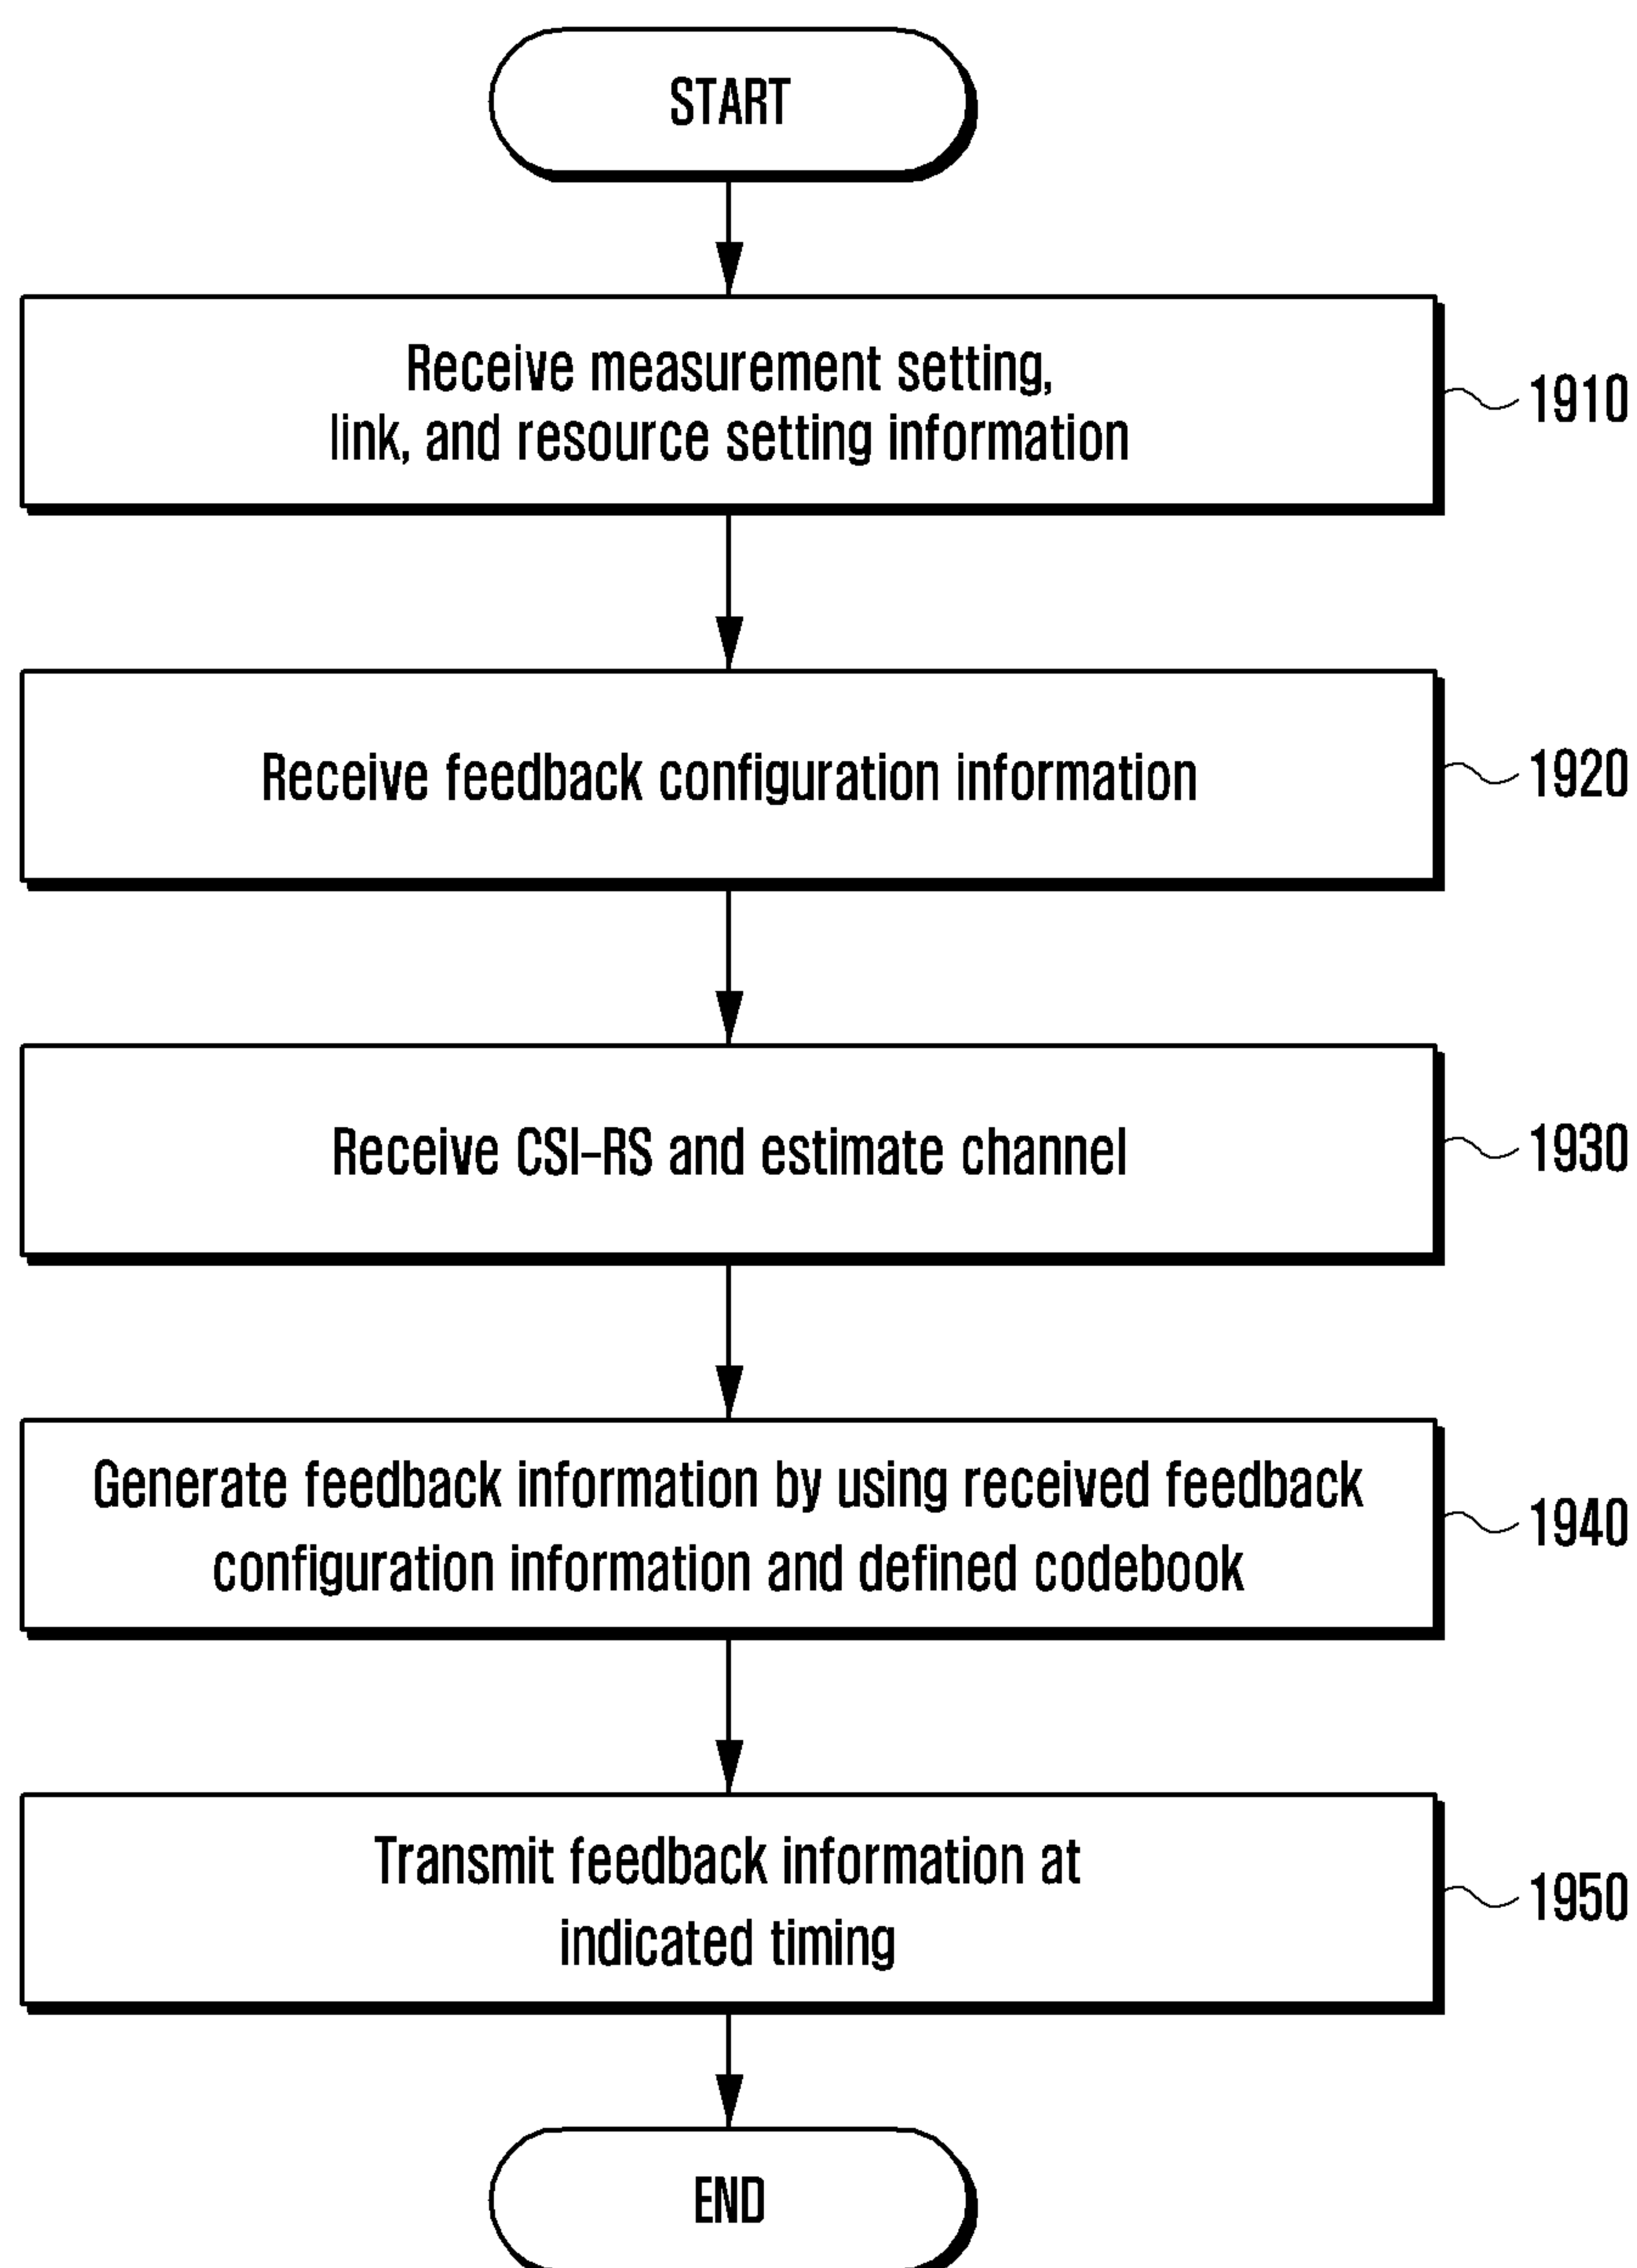 START
Receive measurement setting,
link, and resource setting information
1910
Receive feedback configuration information
1920
Receive CSI-RS and estimate channel
1930
Generate feedback information by using received feedback
configuration information and defined codebook
1940
Transmit feedback information at
indicated timing
1950
END